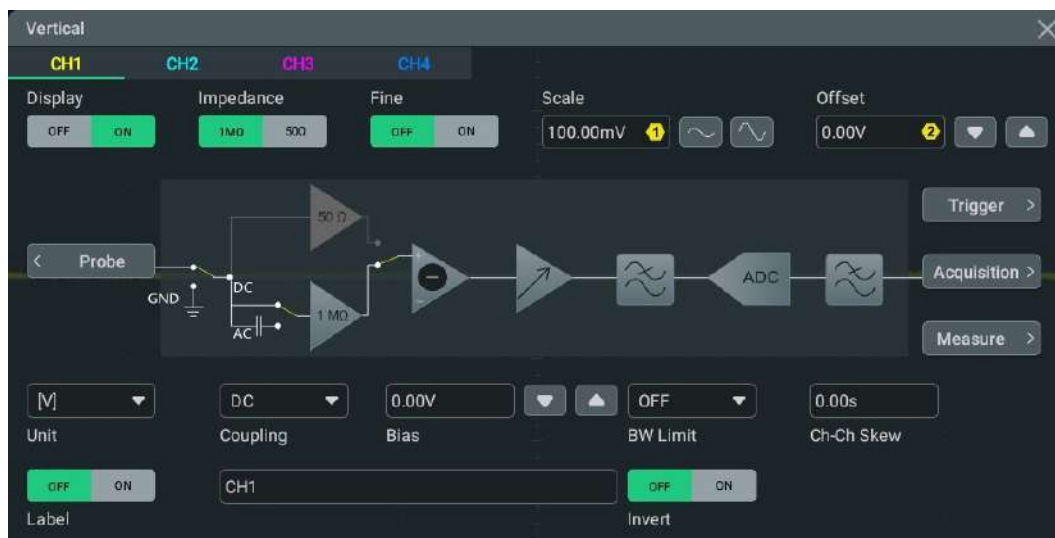 Vertical
CH1 CH2 CH3 CH4
Display Impedance Fine Scale Offset
OFF ON 1MΩ 50Ω OFF ON 100.00mV 1 0.00V 2
50 Ω
Trigger >
< Probe
DC
GND
ADC
Acquisition >
1 MΩ
AC
Measure >
[V] DC 0.00V OFF 0.00s
Unit Coupling Bias BW Limit Ch-Ch Skew
OFF ON CH1 OFF ON
Label Invert